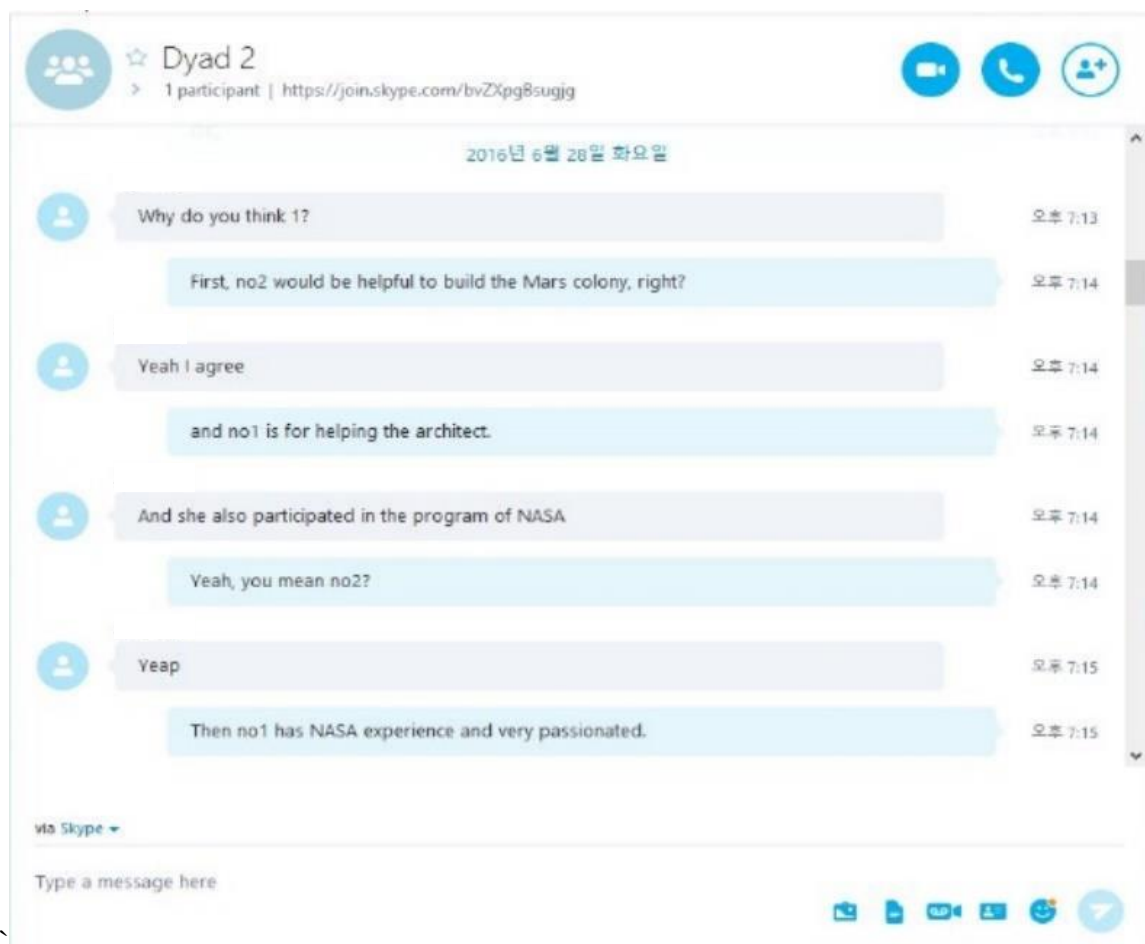 Dyad 2
1 participant | https://join.skype.com/bvZXpgBsugjg
2016년 6월 28일 화요일
Why do you think 1?
오후 7:13
First, no2 would be helpful to build the Mars colony, right?
오후 7:14
Yeah I agree
오후 7:14
and no1 is for helping the architect.
오후 7:14
And she also participated in the program of NASA
오후 7:14
Yeah, you mean no2?
오후 7:14
Yeap
오후 7:15
Then no1 has NASA experience and very passionated.
오후 7:15
via Skype
Type a message here